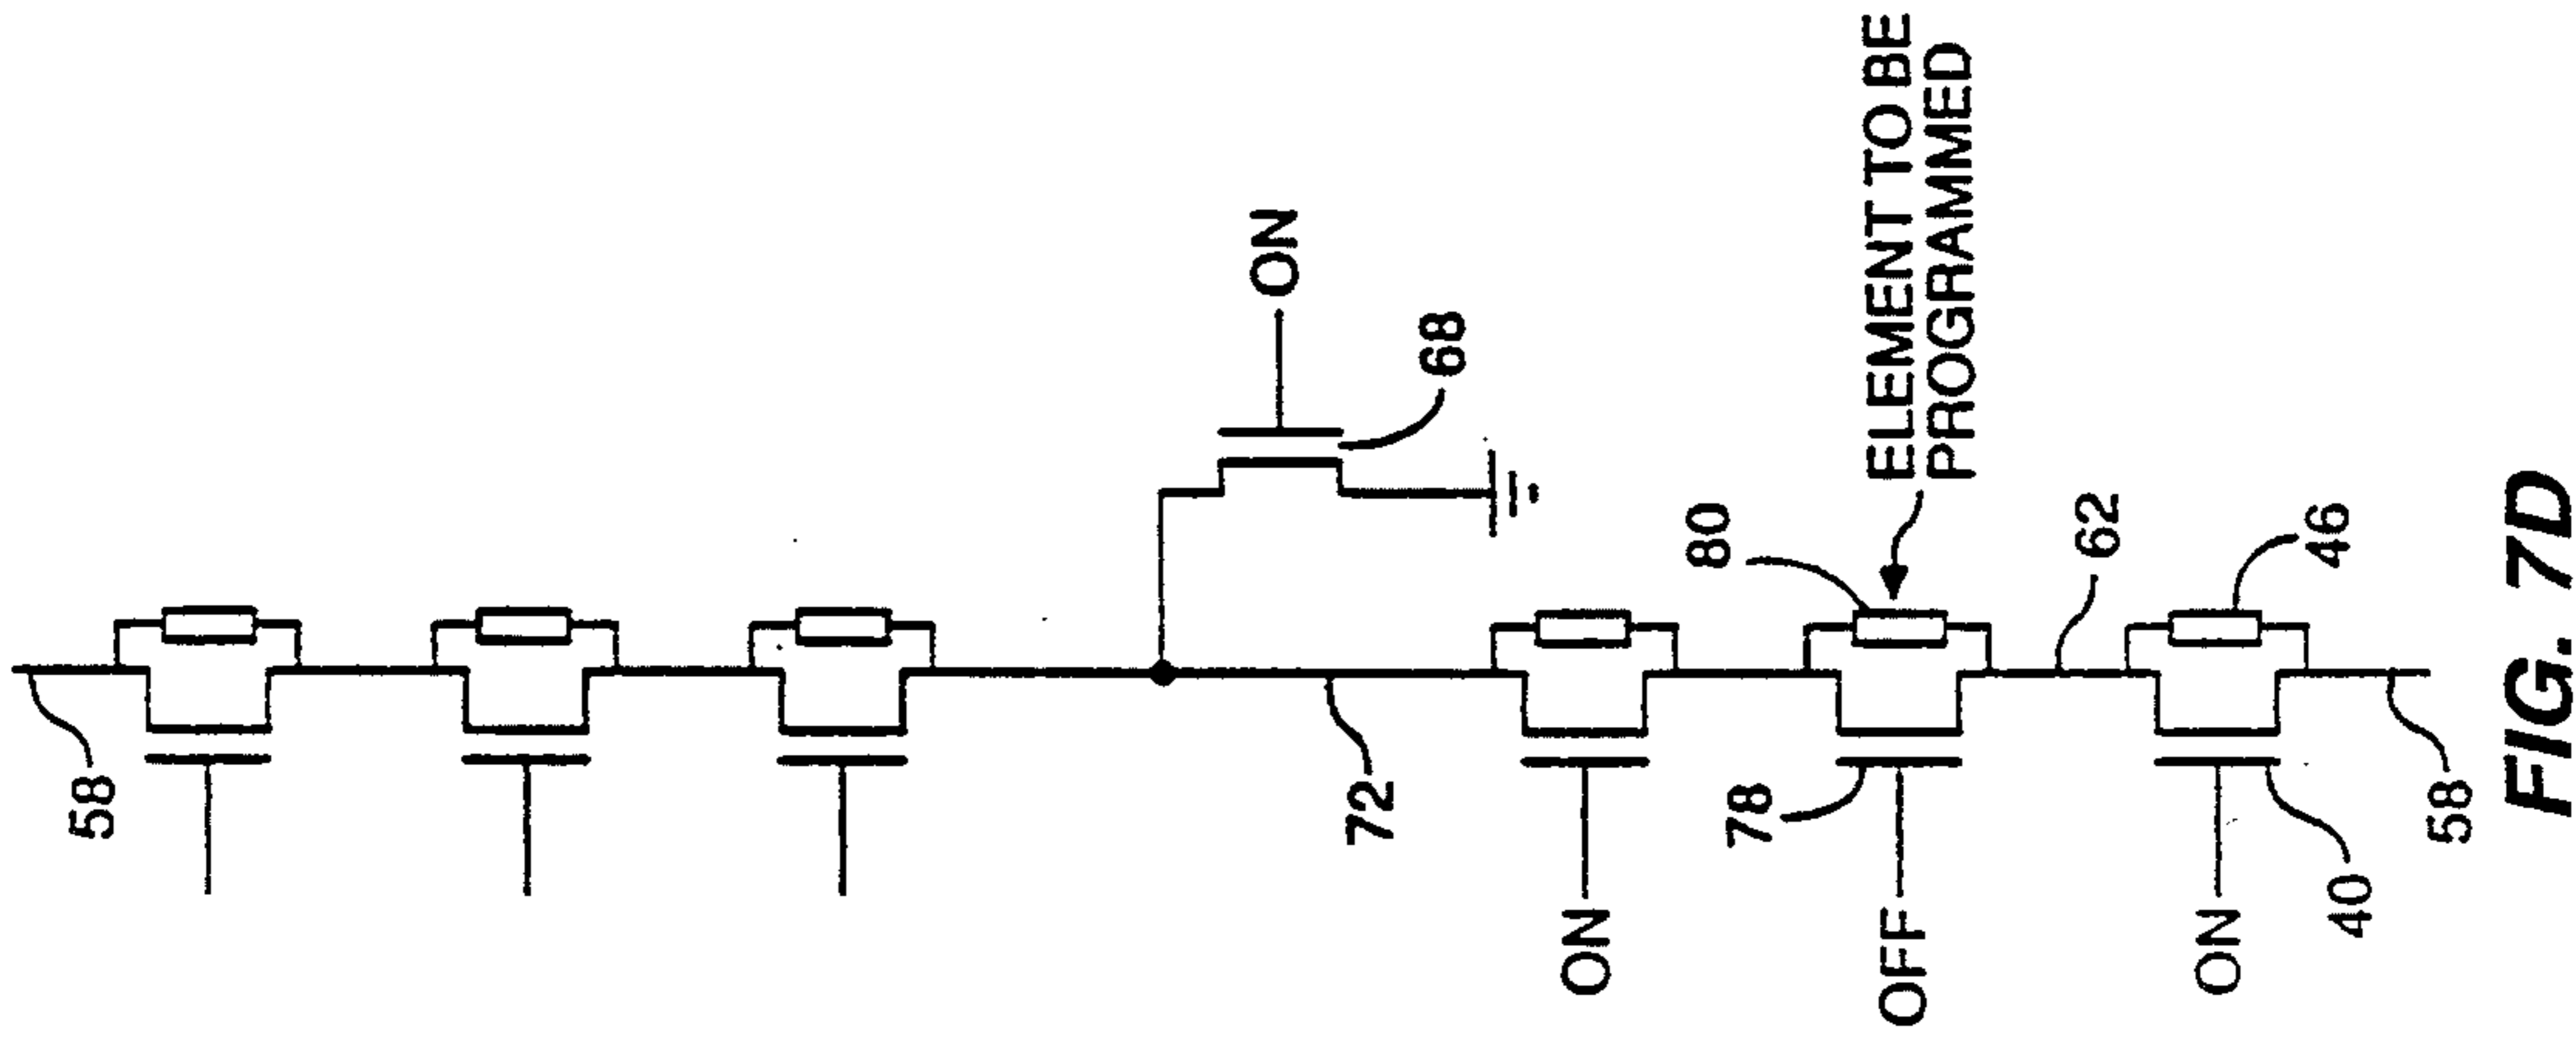 58
ON
68
72
ELEMENT TO BE
PROGRAMMED
80
78
OFF
ON
62
46
ON
40
58
FIG. 7D